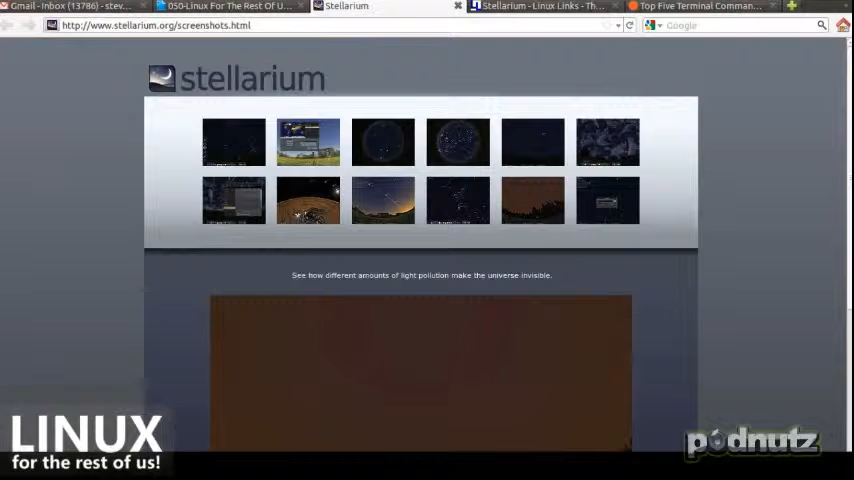 Gmail - Inbox (13786) - stev...
050-Linux For The Rest Of U...
Stellarium
Stellarium - Linux Links - Th...
Top Five Terminal Comman...
http://www.stellarium.org/screenshots.html
Google
stellarium
See how different amounts of light pollution make the universe invisible.
LINUX
for the rest of us!
podnutz